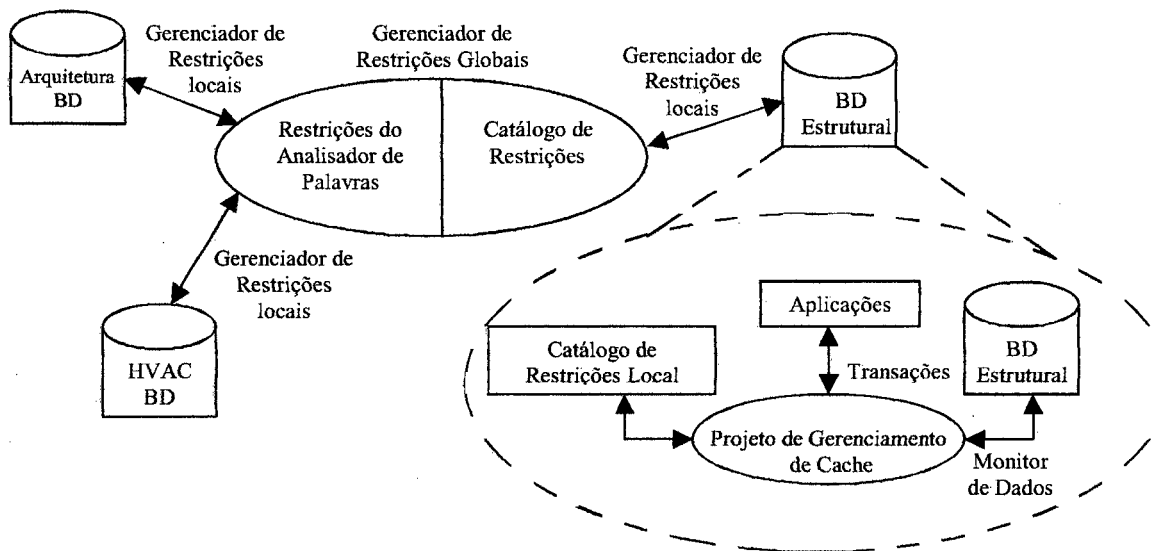 Arquitetura
BD
Gerenciador de
Restrições
locais
Gerenciador de
Restrições Globais
Restrições do
Analisador de
Palavras
Catálogo de
Restrições
Gerenciador de
Restrições
locais
BD
Estrutural
Gerenciador de
Restrições
locais
HVAC
BD
Catálogo de
Restrições Local
Aplicações
Transações
BD
Estrutural
Projeto de Gerenciamento
de Cache
Monitor
de Dados